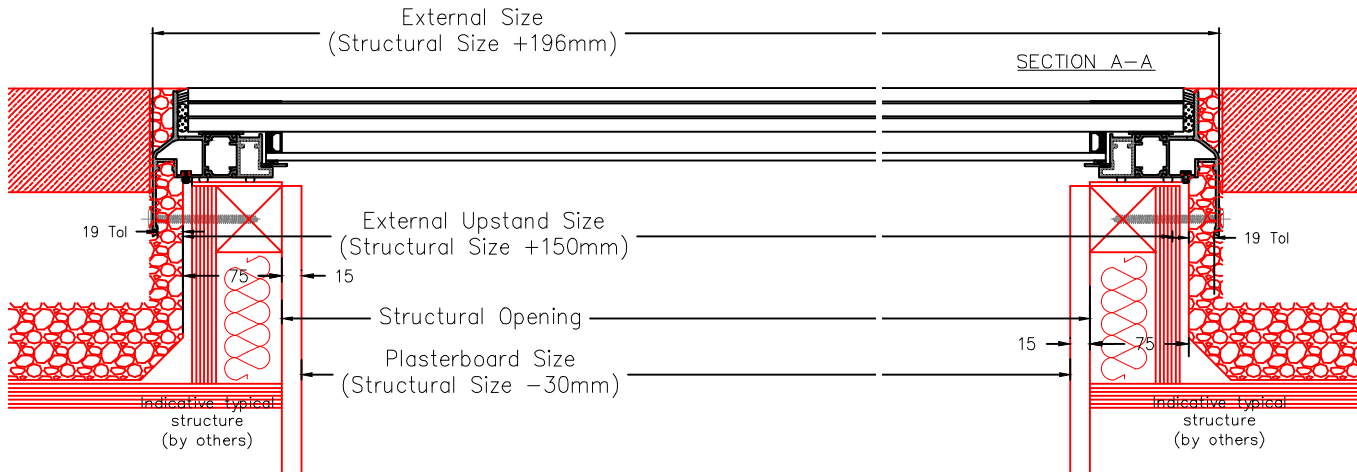 External Size
(Structural Size +196mm)
SECTION A-A
External Upstand Size
(Structural Size +150mm)
19 Tol
19 Tol
75
15
Structural Opening
15
75
Plasterboard Size
(Structural Size -30mm)
Indicative typical
structure
(by others)
Indicative typical
structure
(by others)